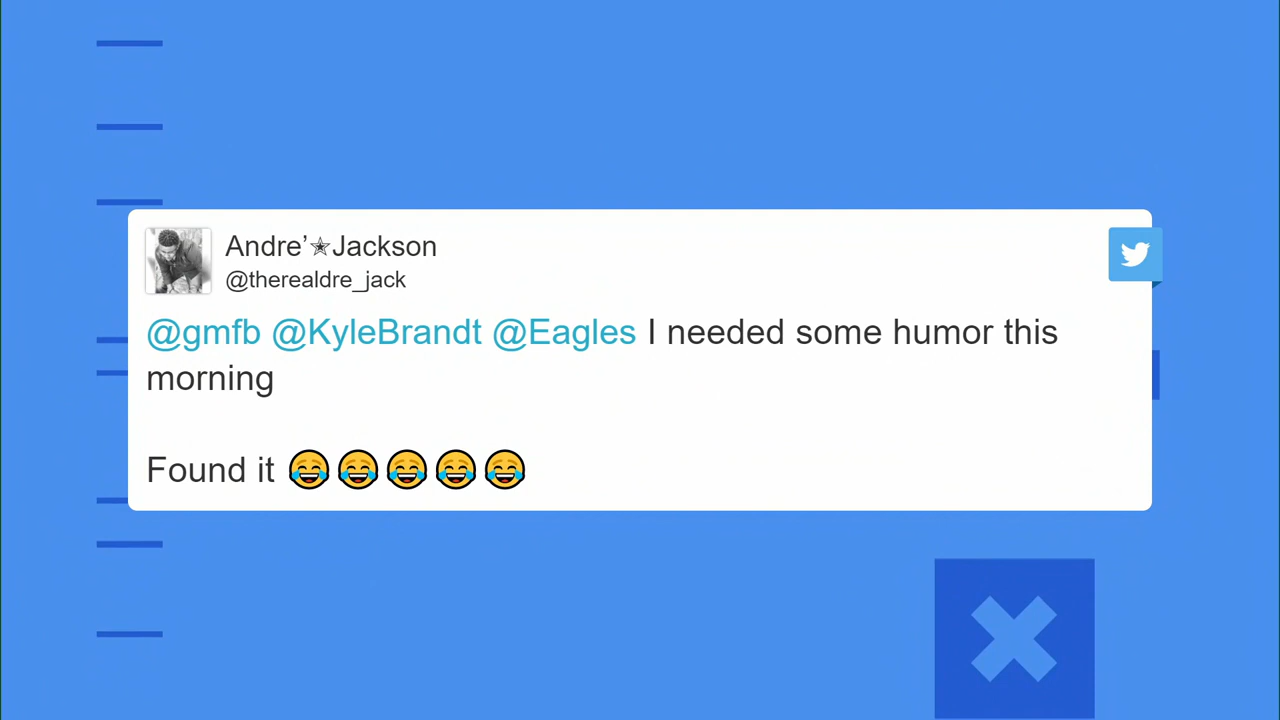 Andre’✭Jackson
@therealdre_jack
@gmfb @KyleBrandt @Eagles I needed some humor this
morning
Found it 😂😂😂😂😂